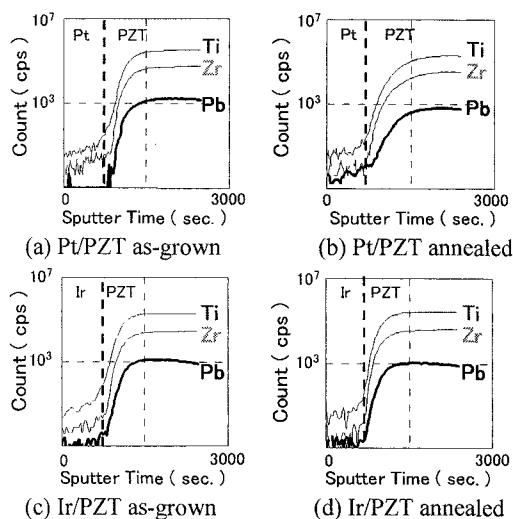 10⁷
Pt
PZT
Ti
Zr
10³
Pb
Count ( cps )
0
3000
Sputter Time ( sec. )
(a) Pt/PZT as-grown
10⁷
Pt
PZT
Ti
Zr
10³
Pb
Count ( cps )
0
3000
Sputter Time ( sec. )
(b) Pt/PZT annealed
10⁷
Ir
PZT
Ti
Zr
10³
Pb
Count ( cps )
0
3000
Sputter Time ( sec. )
(c) Ir/PZT as-grown
10⁷
Ir
PZT
Ti
Zr
10³
Pb
Count ( cps )
0
3000
Sputter Time ( sec. )
(d) Ir/PZT annealed